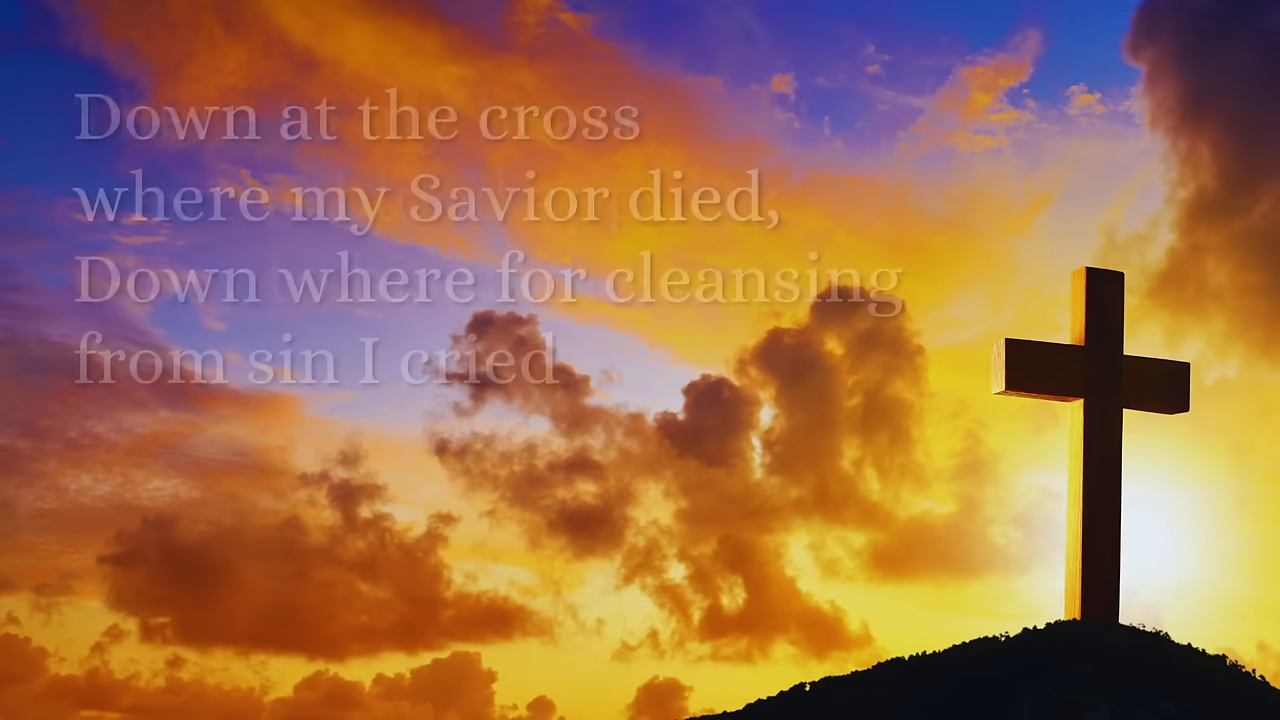 Down at the cross
where my Savior died,
Down where for cleansing
from sin I cried